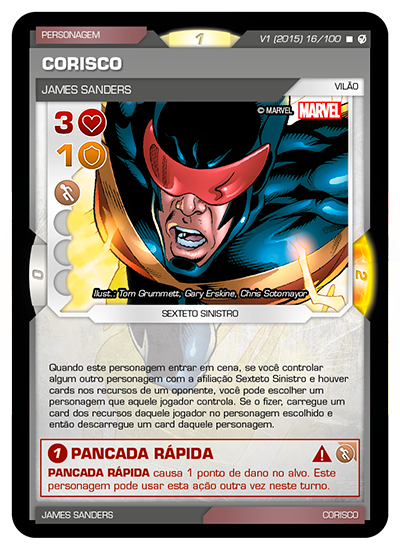 PERSONAGEM
1
V1 (2015) 16/100
CORISCO
JAMES SANDERS
VILÃO
3
© MARVEL
MARVEL
1
0
2
Ilust.: Tom Grummett, Gary Erskine, Chris Sotomayor
SEXTETO SINISTRO
Quando este personagem entrar em cena, se você controlar
algum outro personagem com a afiliação Sexteto Sinistro e houver
cards nos recursos de um oponente, você pode escolher um
personagem que aquele jogador controla. Se o fizer, carregue um
card dos recursos daquele jogador no personagem escolhido e
então descarregue um card daquele personagem.
1 PANCADA RÁPIDA
PANCADA RÁPIDA causa 1 ponto de dano no alvo. Este
personagem pode usar esta ação outra vez neste turno.
JAMES SANDERS
CORISCO